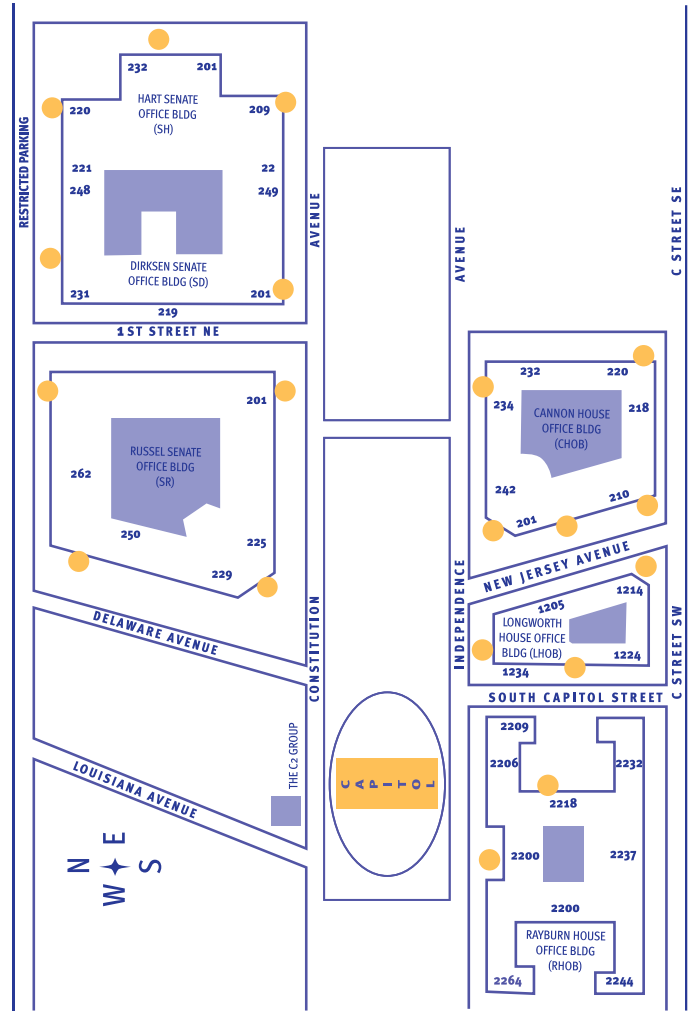 232
201
HART SENATE
OFFICE BLDG
(SH)
220
209
221
22
248
249
DIRKSEN SENATE
OFFICE BLDG (SD)
231
201
219
RESTRICTED PARKING
AVENUE
AVENUE
C STREET SE
1ST STREET NE
201
RUSSEL SENATE
OFFICE BLDG
(SR)
262
250
225
229
232
220
234
218
CANNON HOUSE
OFFICE BLDG
(CHOB)
242
210
201
NEW JERSEY AVENUE
INDEPENDENCE
CONSTITUTION
DELAWARE AVENUE
1205
1214
LONGWORTH
HOUSE OFFICE
BLDG (LHOB)
1224
1234
C STREET SW
SOUTH CAPITOL STREET
THE C2 GROUP
LOUISIANA AVENUE
CAPITOL
N
E
S
W
2209
2206
2232
2218
2200
2237
2200
RAYBURN HOUSE
OFFICE BLDG
(RHOB)
2264
2244